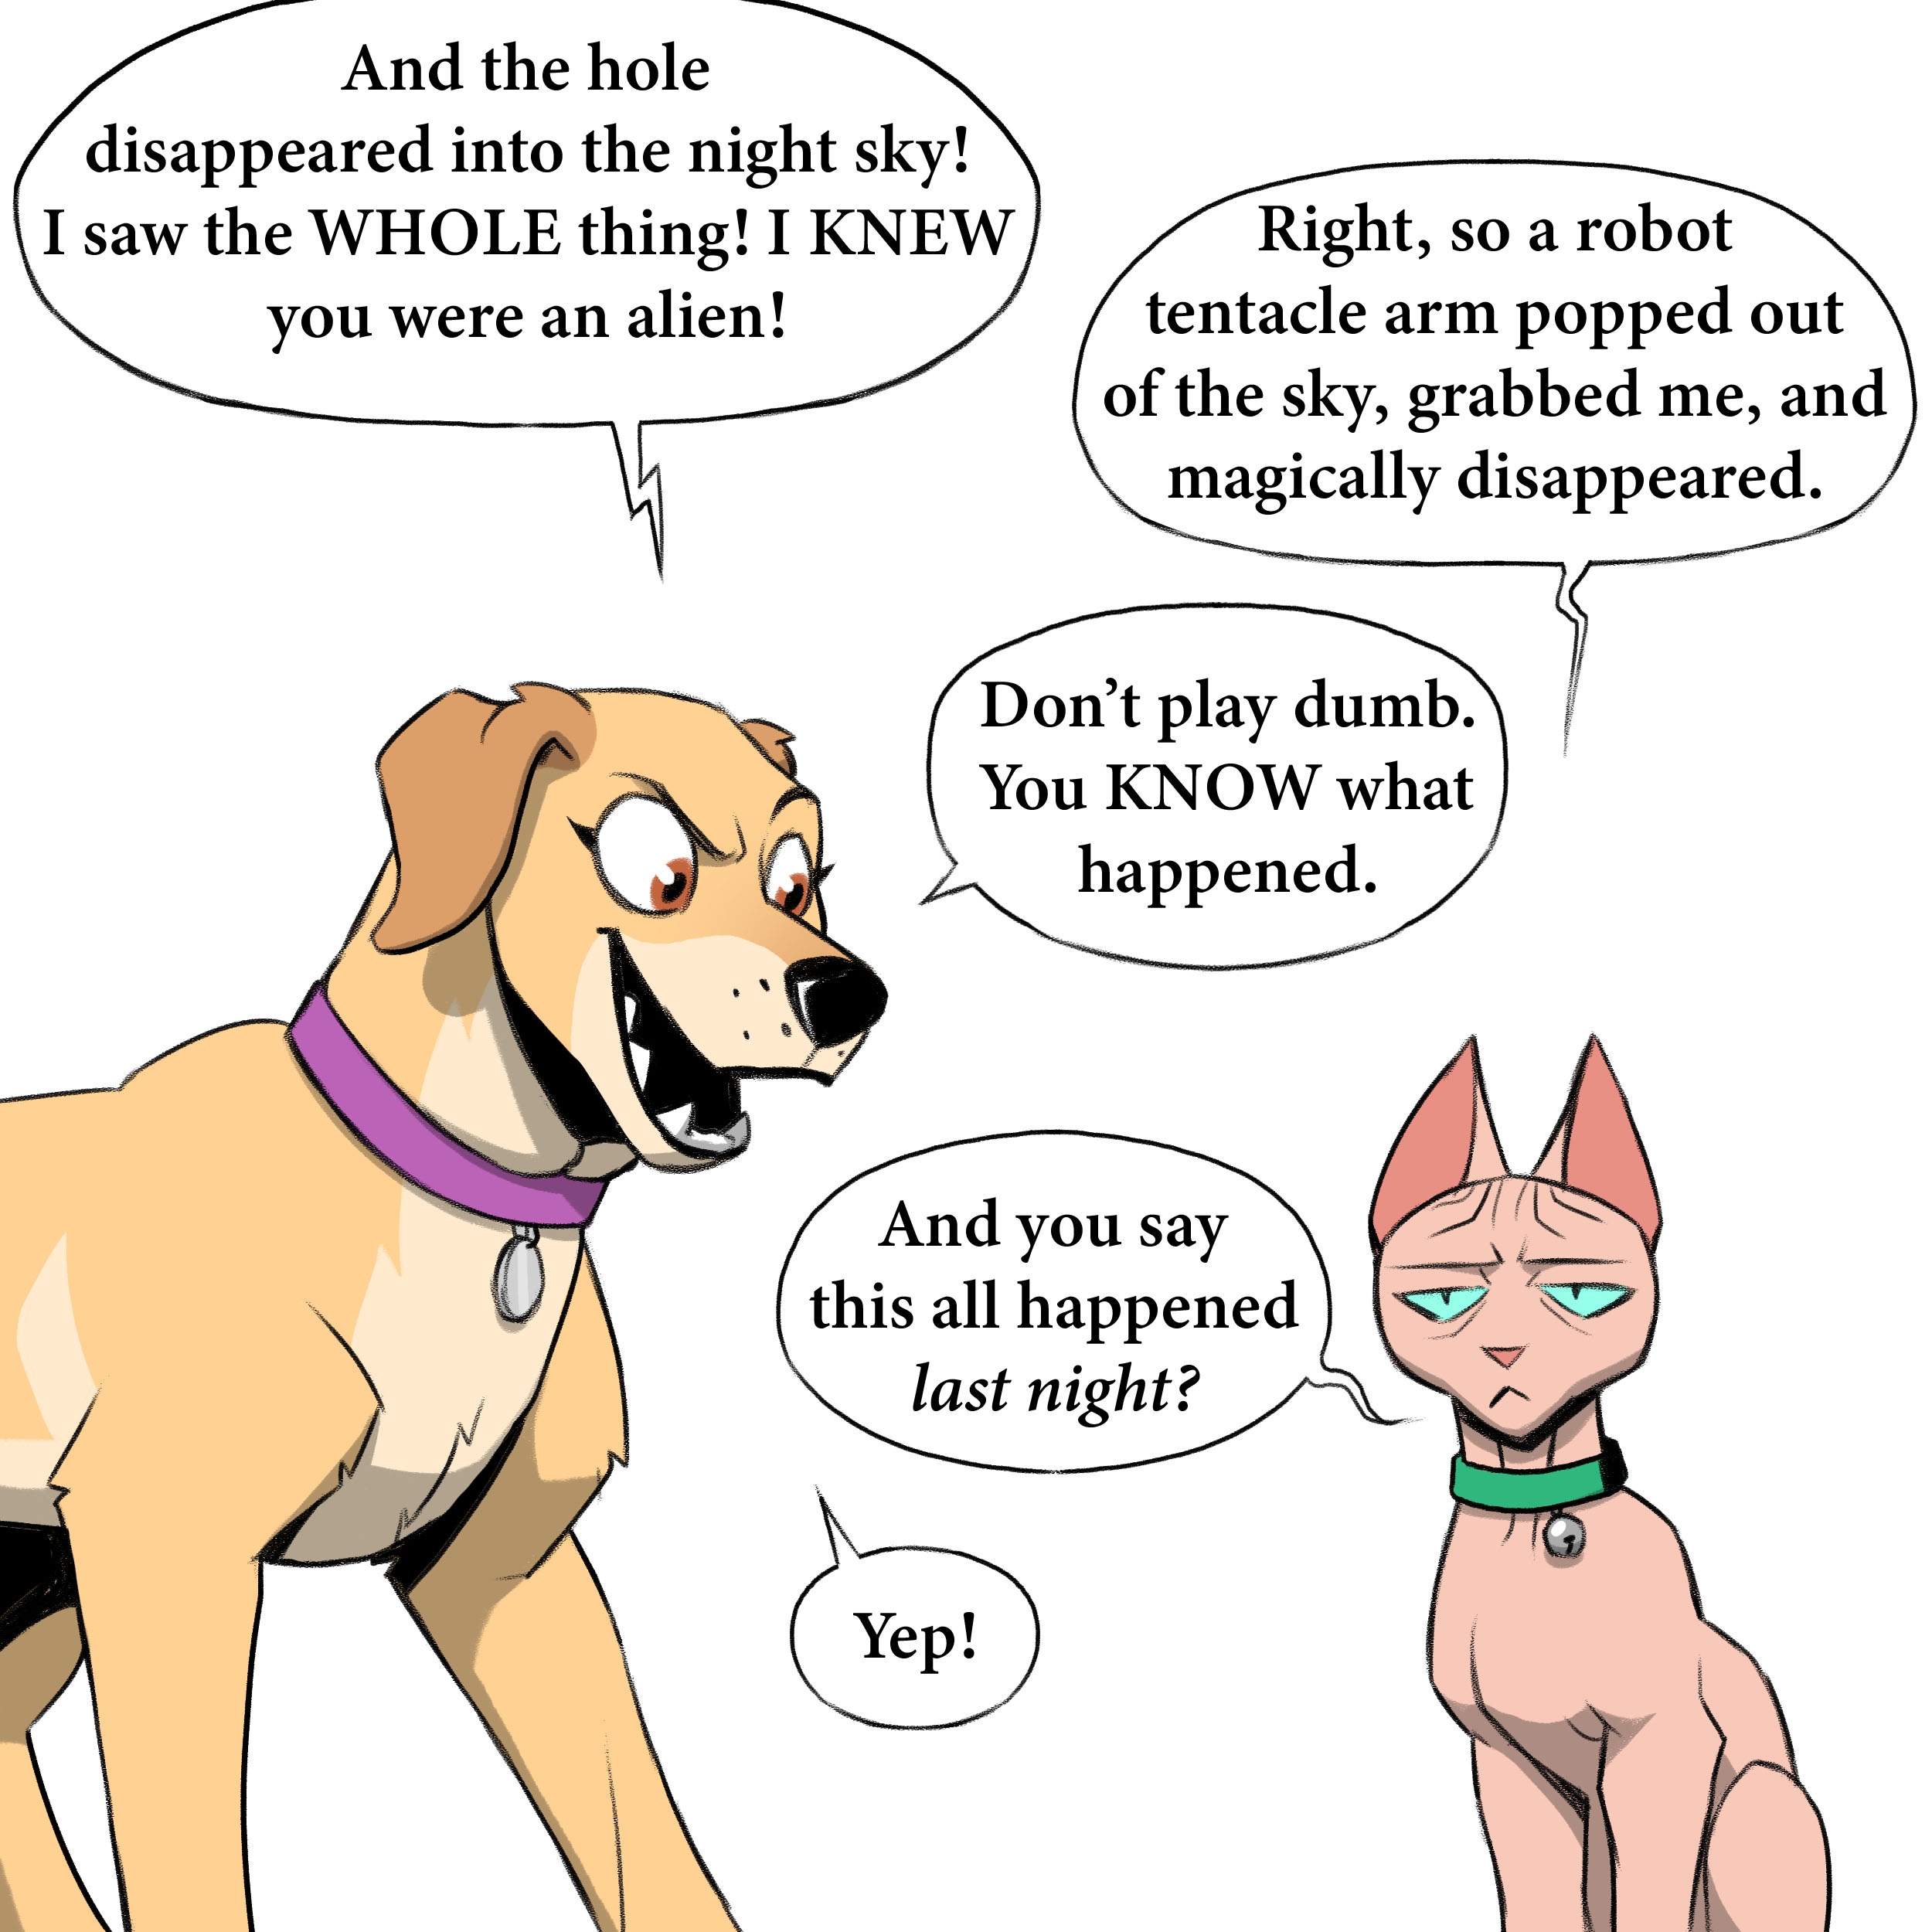 And the hole
disappeared into the night sky!
I saw the WHOLE thing! I KNEW
you were an alien!
Right, so a robot
tentacle arm popped out
of the sky, grabbed me, and
magically disappeared.
Don’t play dumb.
You KNOW what
happened.
And you say
this all happened
last night?
Yep!